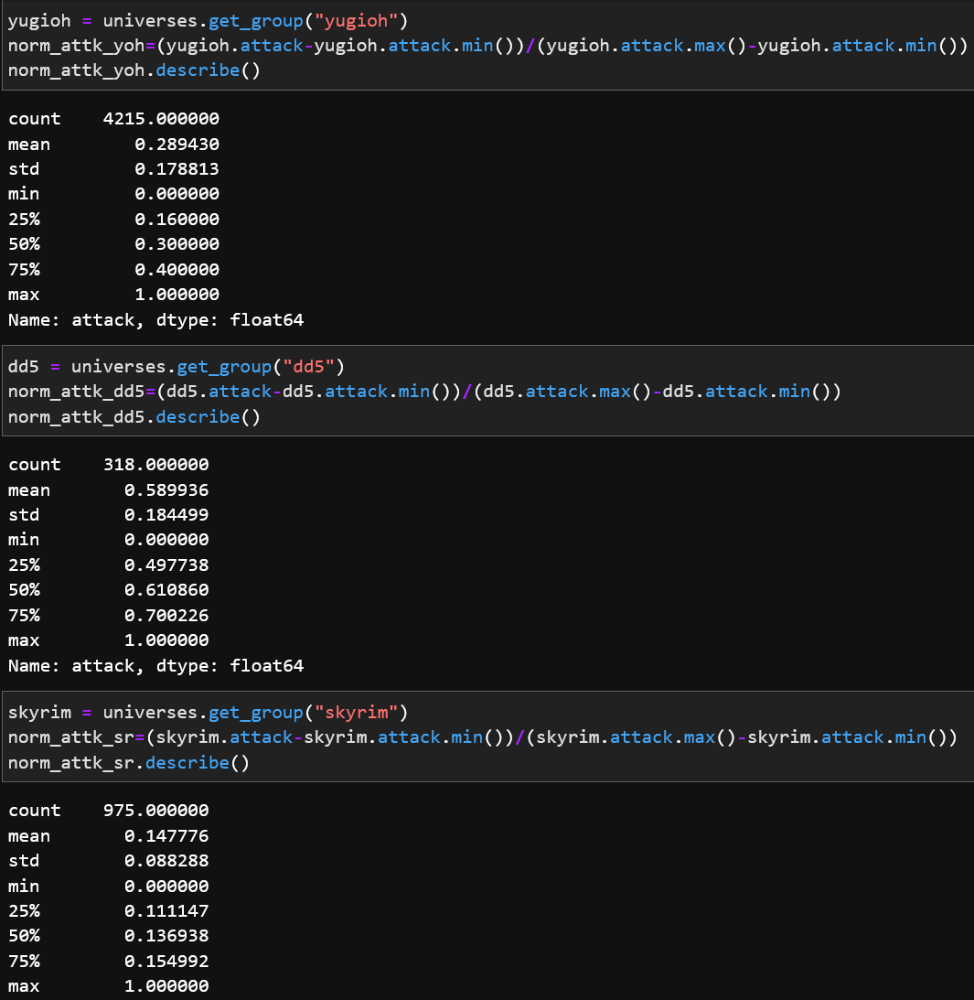 yugioh = universes.get_group("yugioh")
norm_attk_yoh=(yugioh.attack-yugioh.attack.min())/(yugioh.attack.max()-yugioh.attack.min())
norm_attk_yoh.describe()
count    4215.000000
mean        0.289430
std         0.178813
min         0.000000
25%         0.160000
50%         0.300000
75%         0.400000
max         1.000000
Name: attack, dtype: float64
dd5 = universes.get_group("dd5")
norm_attk_dd5=(dd5.attack-dd5.attack.min())/(dd5.attack.max()-dd5.attack.min())
norm_attk_dd5.describe()
count    318.000000
mean       0.589936
std        0.184499
min        0.000000
25%        0.497738
50%        0.610860
75%        0.700226
max        1.000000
Name: attack, dtype: float64
skyrim = universes.get_group("skyrim")
norm_attk_sr=(skyrim.attack-skyrim.attack.min())/(skyrim.attack.max()-skyrim.attack.min())
norm_attk_sr.describe()
count    975.000000
mean       0.147776
std        0.088288
min        0.000000
25%        0.111147
50%        0.136938
75%        0.154992
max        1.000000